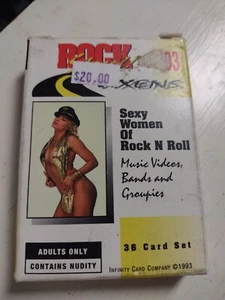 ROCK
$20.00
Sexy
Women
Of
Rock N Roll
Music Videos,
Bands and
Groupies
36 Card Set
ADULTS ONLY
CONTAINS NUDITY
INFINITY CARD COMPANY ©1993